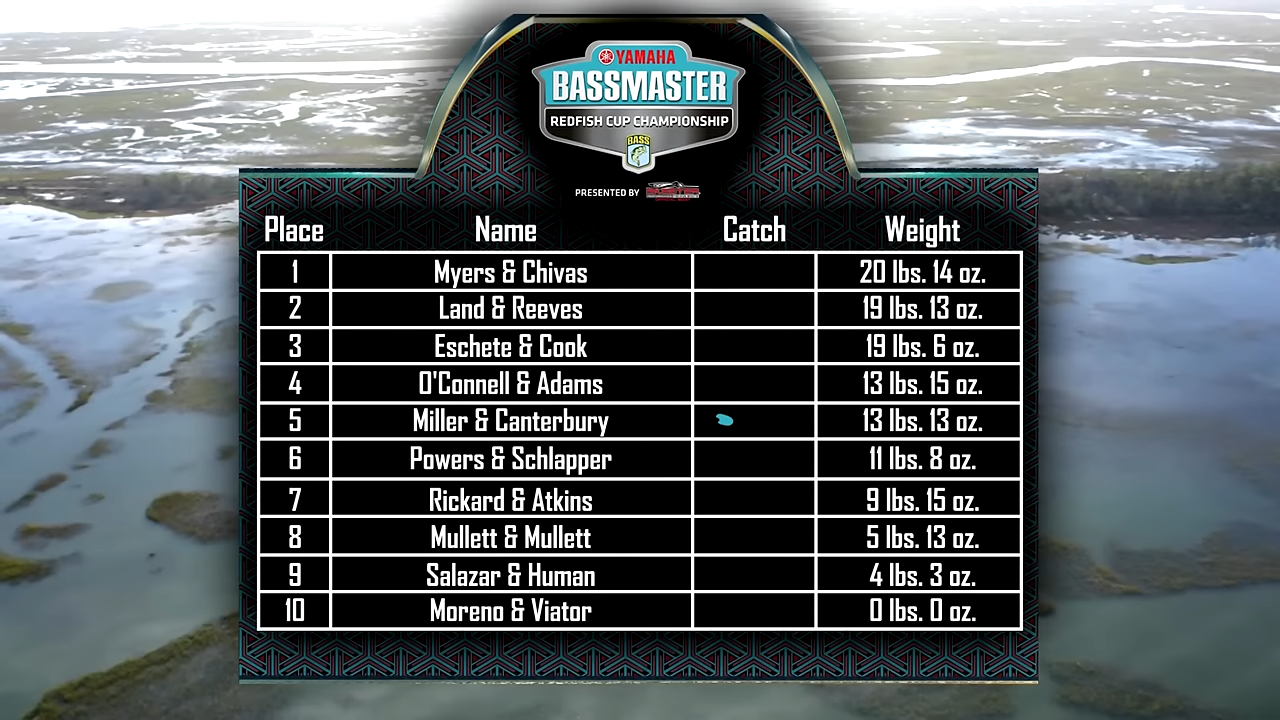 YAMAHA
BASSMASTER
REDFISH CUP CHAMPIONSHIP
BASS
PRESENTED BY
Place Name Catch Weight
1 Myers & Chivas 20 lbs. 14 oz.
2 Land & Reeves 19 lbs. 13 oz.
3 Eschete & Cook 19 lbs. 6 oz.
4 O'Connell & Adams 13 lbs. 15 oz.
5 Miller & Canterbury 13 lbs. 13 oz.
6 Powers & Schlapper 11 lbs. 8 oz.
7 Rickard & Atkins 9 lbs. 15 oz.
8 Mullett & Mullett 5 lbs. 13 oz.
9 Salazar & Human 4 lbs. 3 oz.
10 Moreno & Viator 0 lbs. 0 oz.